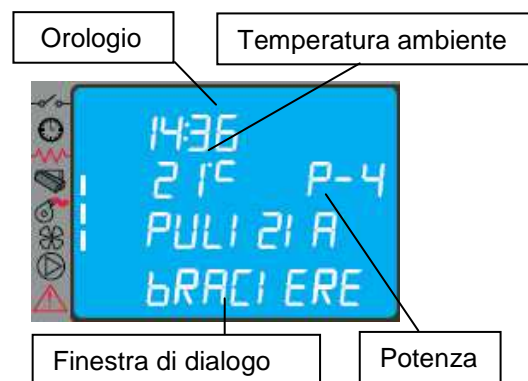 Orologio
Temperatura ambiente
14:36
21°C P-4
PULIZIA
bRACIERE
Finestra di dialogo
Potenza